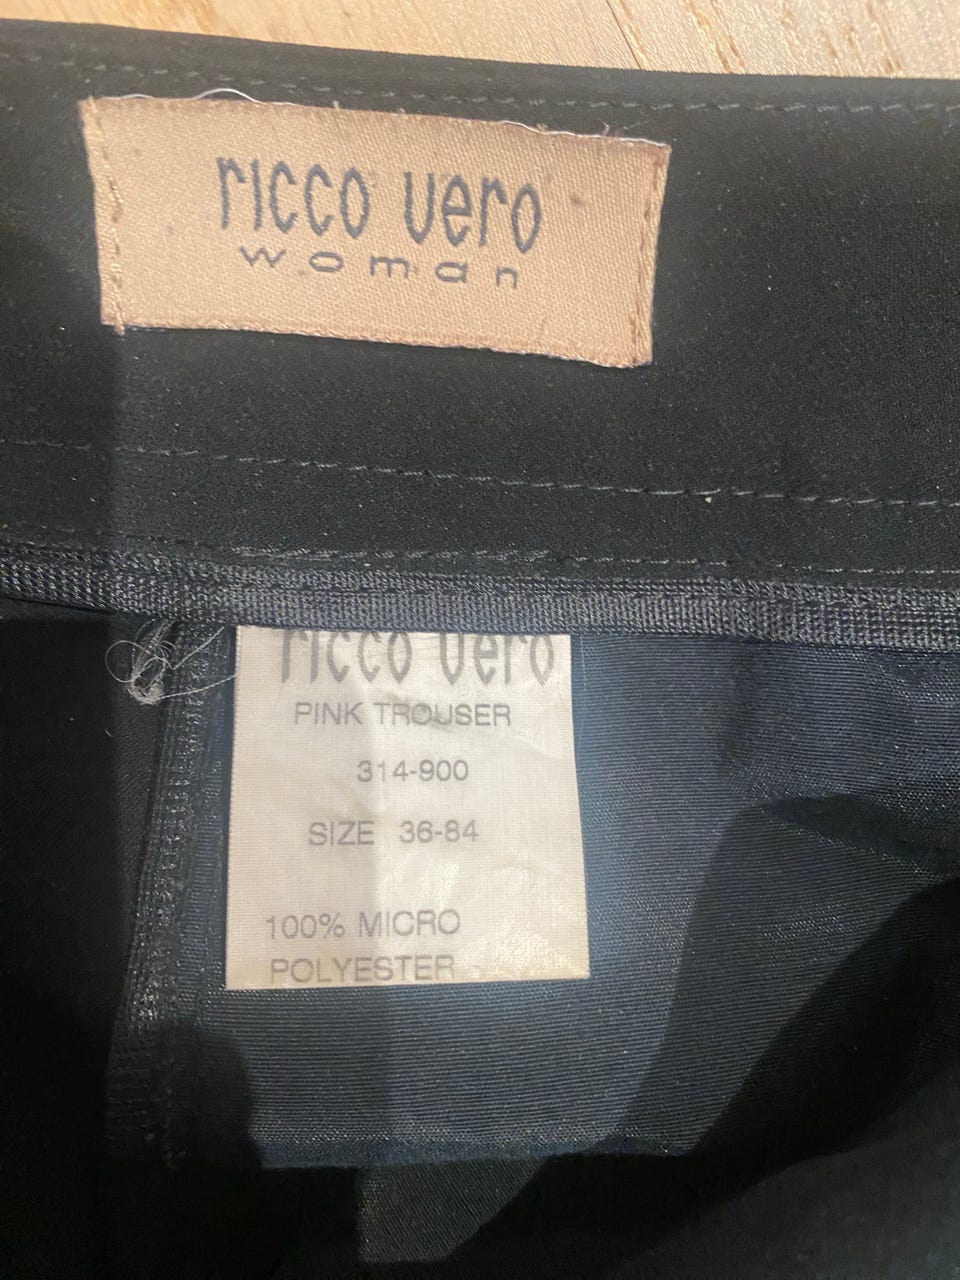 ricco vero
woman
ricco vero
PINK TROUSER
314-900
SIZE 36-84
100% MICRO
POLYESTER